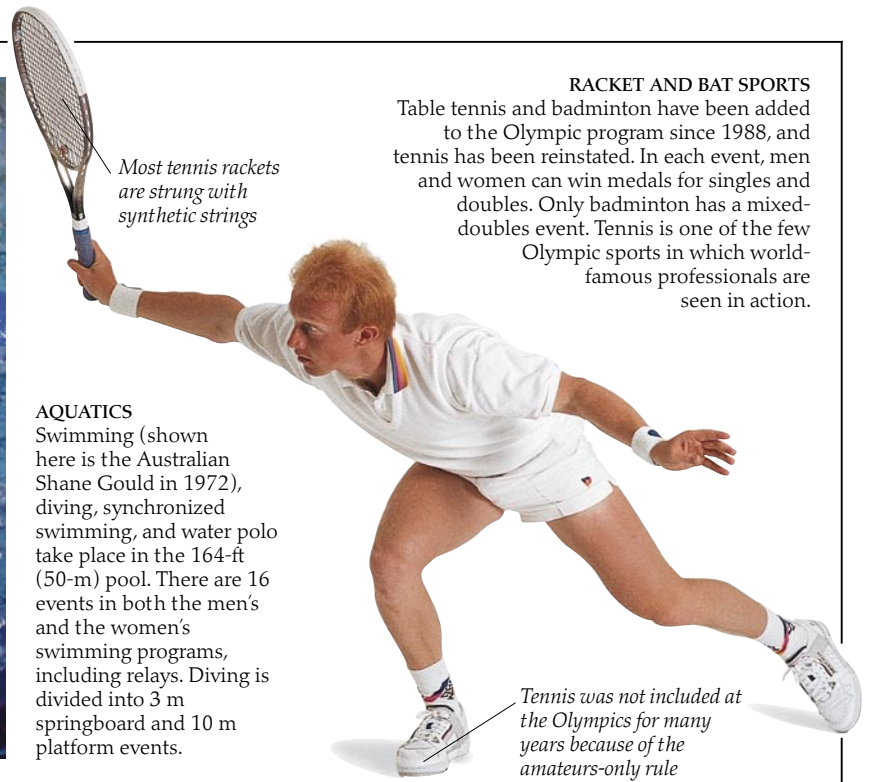 RACKET AND BAT SPORTS
Table tennis and badminton have been added
to the Olympic program since 1988, and
tennis has been reinstated. In each event, men
and women can win medals for singles and
doubles. Only badminton has a mixed-
doubles event. Tennis is one of the few
Olympic sports in which world-
famous professionals are
seen in action.
Most tennis rackets
are strung with
synthetic strings
AQUATICS
Swimming (shown
here is the Australian
Shane Gould in 1972),
diving, synchronized
swimming, and water polo
take place in the 164-ft
(50-m) pool. There are 16
events in both the men's
and the women's
swimming programs,
including relays. Diving is
divided into 3 m
springboard and 10 m
platform events.
Tennis was not included at
the Olympics for many
years because of the
amateurs-only rule